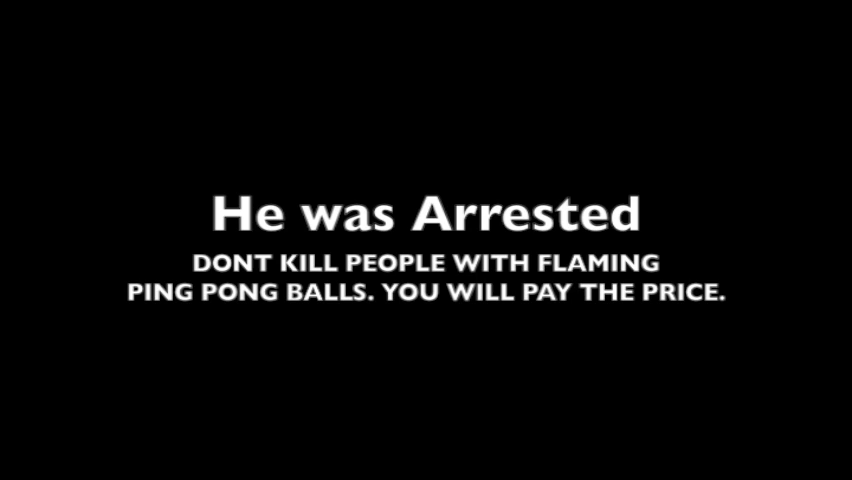 He was Arrested
DONT KILL PEOPLE WITH FLAMING
PING PONG BALLS. YOU WILL PAY THE PRICE.